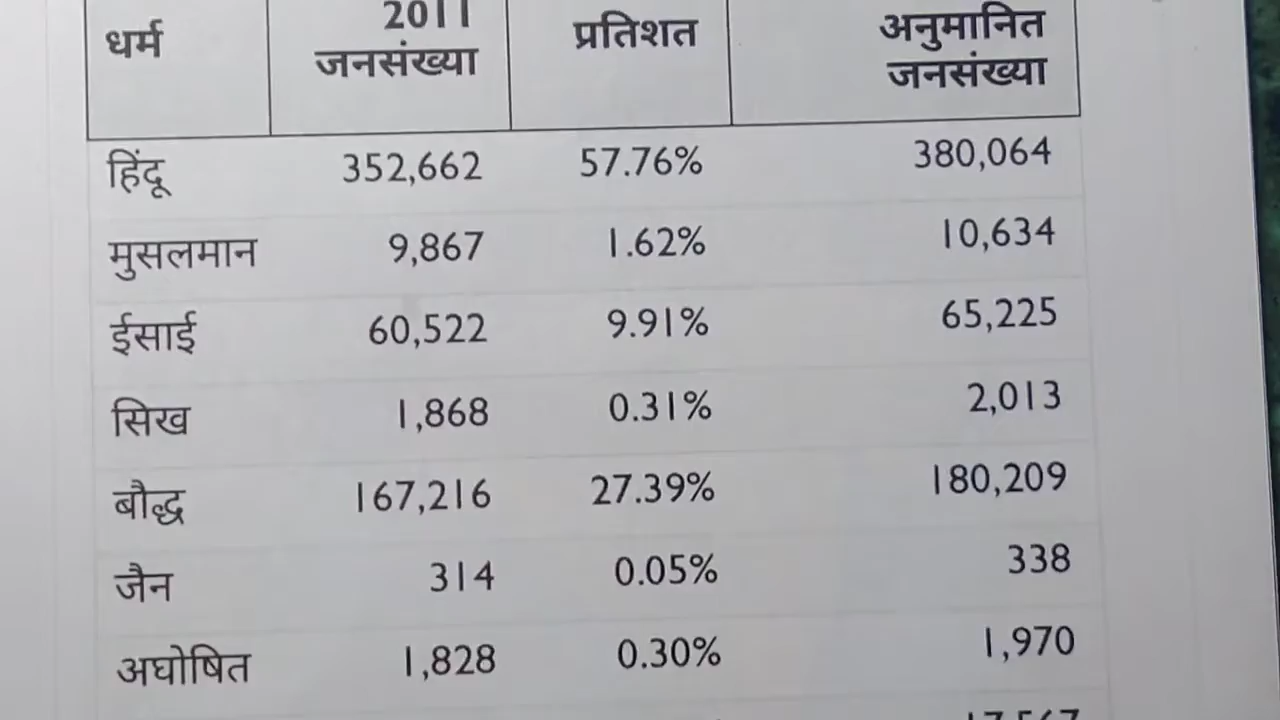 धर्म 2011 जनसंख्या प्रतिशत अनुमानित जनसंख्या
हिंदू 352,662 57.76% 380,064
मुसलमान 9,867 1.62% 10,634
ईसाई 60,522 9.91% 65,225
सिख 1,868 0.31% 2,013
बौद्ध 167,216 27.39% 180,209
जैन 314 0.05% 338
अघोषित 1,828 0.30% 1,970